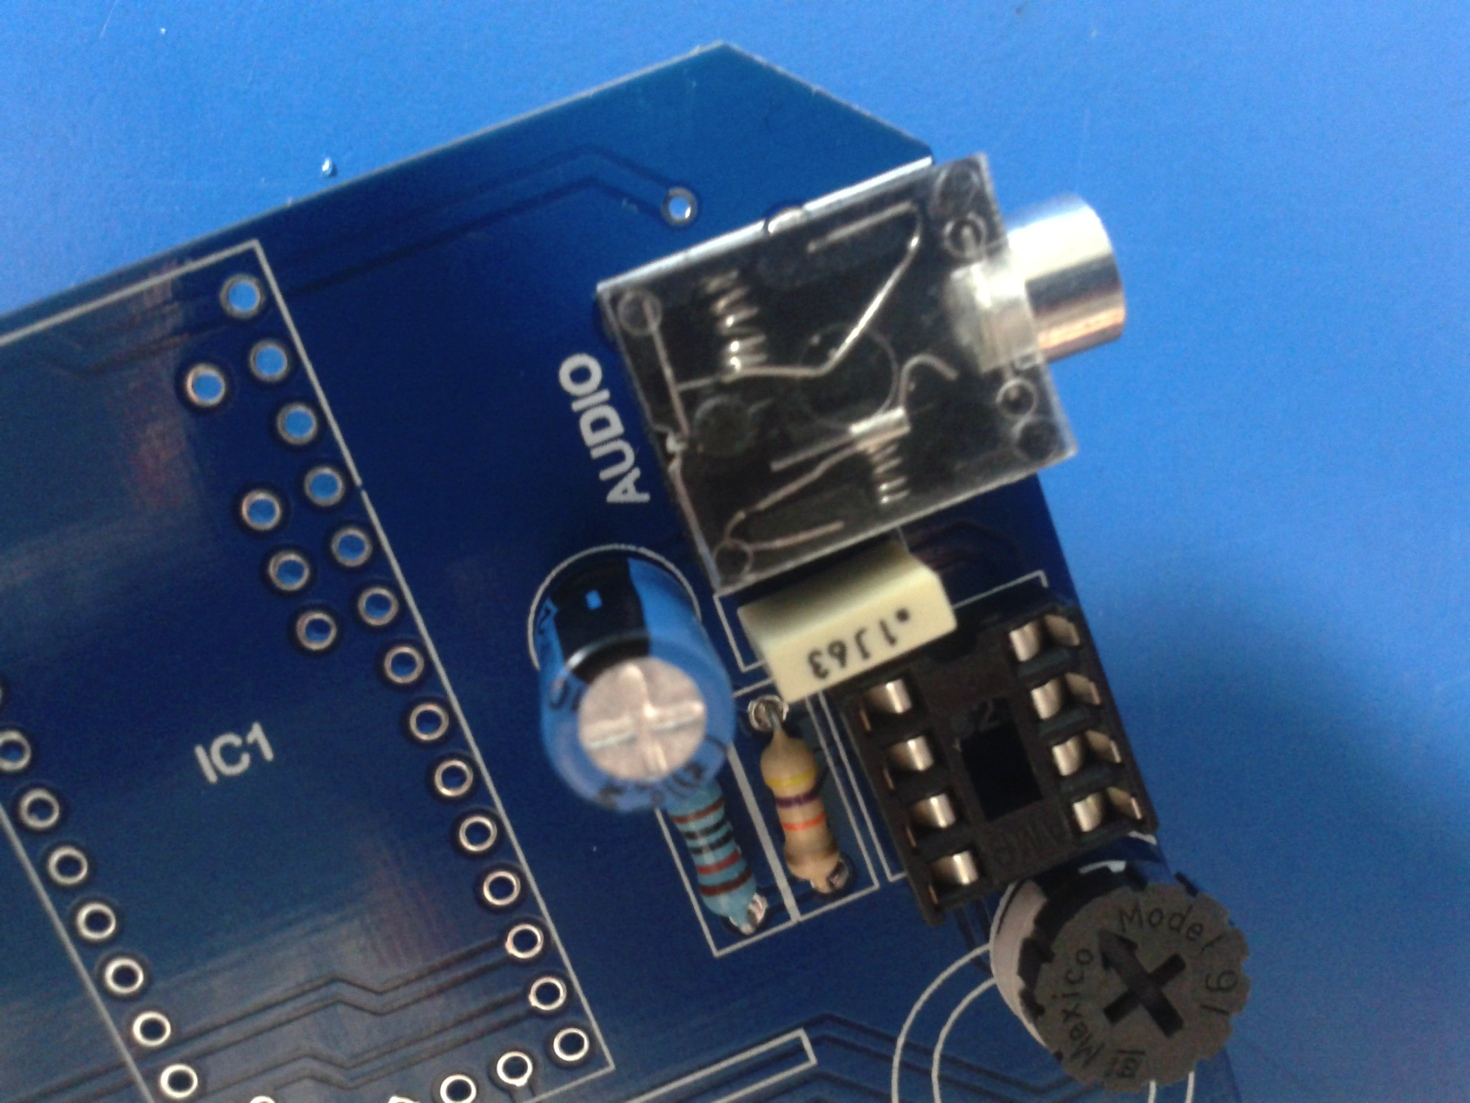 AUDIO
.1J63
IC1
Model 91
Mexico